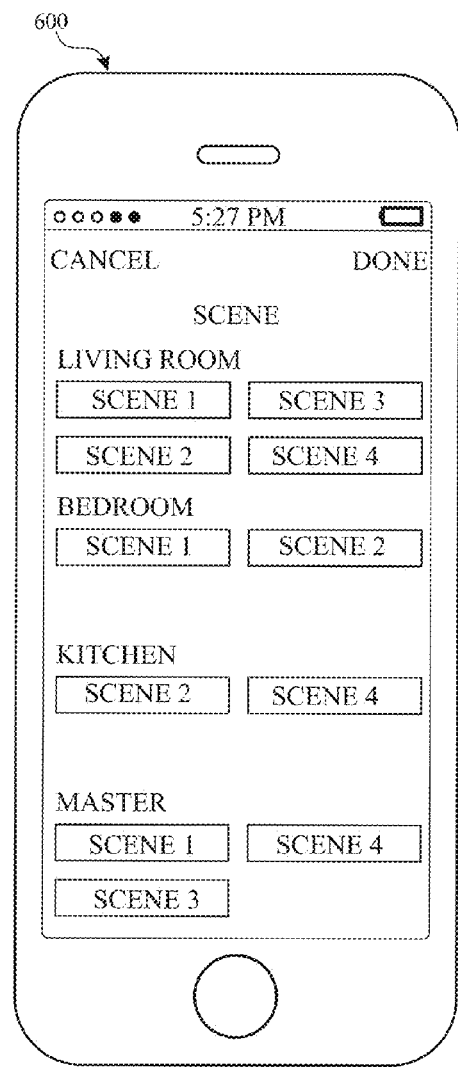 600
5:27 PM
CANCEL DONE
SCENE
LIVING ROOM
SCENE 1 SCENE 3
SCENE 2 SCENE 4
BEDROOM
SCENE 1 SCENE 2
KITCHEN
SCENE 2 SCENE 4
MASTER
SCENE 1 SCENE 4
SCENE 3